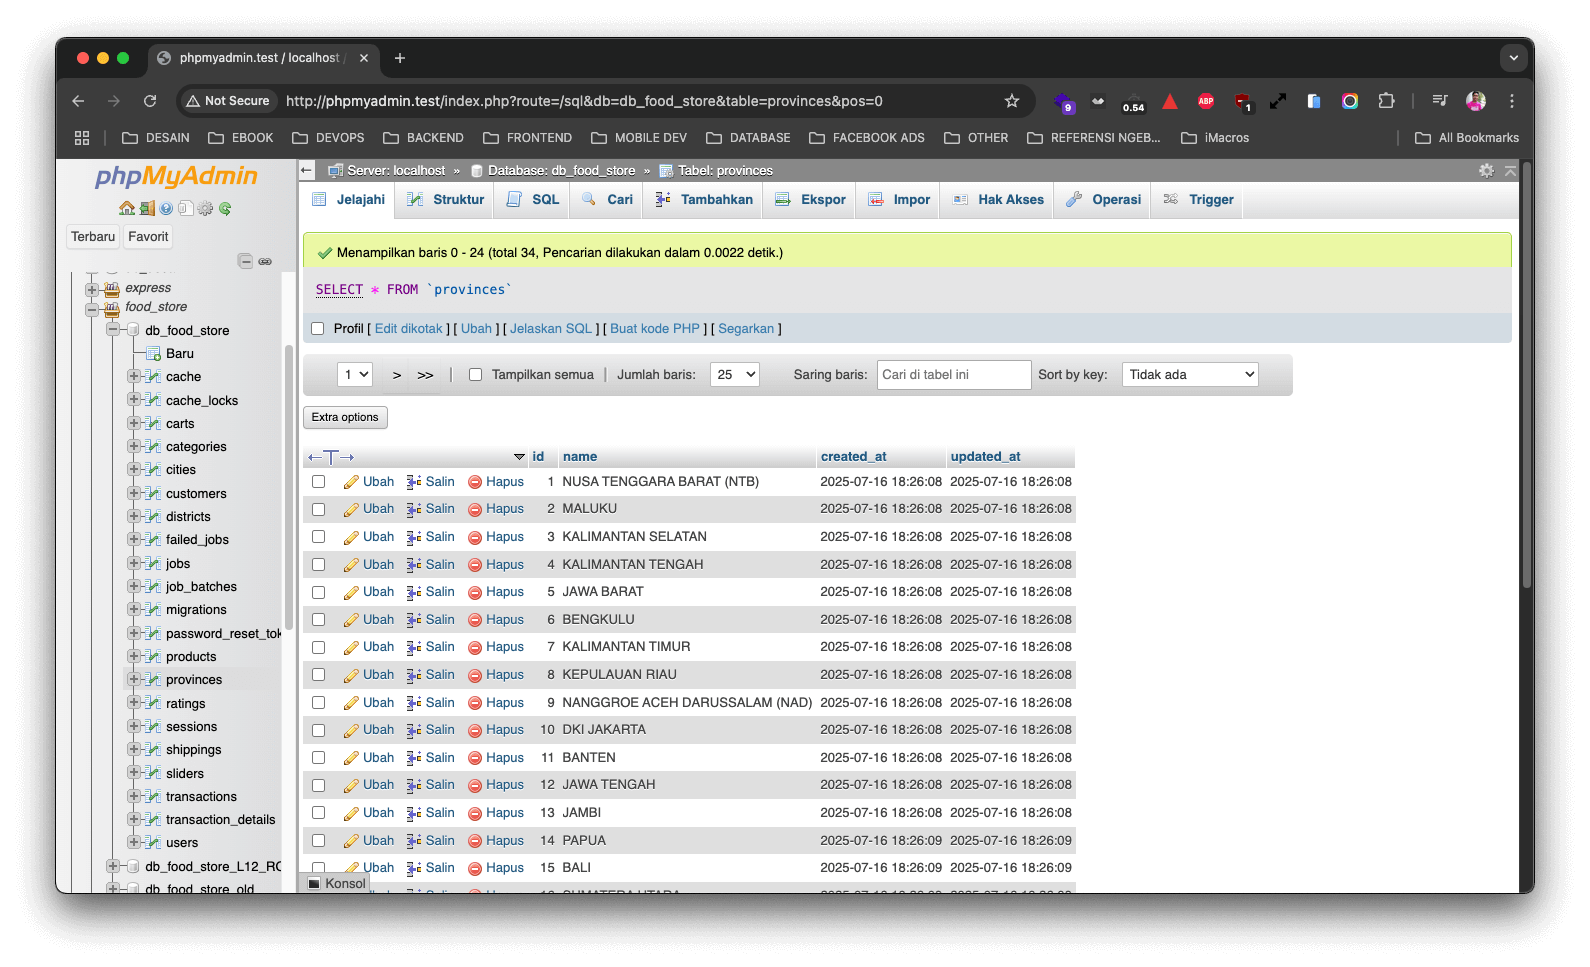 phpmyadmin.test / localhost /
Not Secure http://phpmyadmin.test/index.php?route=/sql&db=db_food_store&table=provinces&pos=0
9 0.54 ABP 1
DESAIN EBOOK DEVOPS BACKEND FRONTEND MOBILE DEV DATABASE FACEBOOK ADS OTHER REFERENSI NGEB... iMacros All Bookmarks
phpMyAdmin
Terbaru Favorit
express
food_store
db_food_store
Baru
cache
cache_locks
carts
categories
cities
customers
districts
failed_jobs
jobs
job_batches
migrations
password_reset_tok
products
provinces
ratings
sessions
shippings
sliders
transactions
transaction_details
users
db_food_store_L12_RC
db_food_store_old
Server: localhost » Database: db_food_store » Tabel: provinces
Jelajahi Struktur SQL Cari Tambahkan Ekspor Impor Hak Akses Operasi Trigger
Menampilkan baris 0 - 24 (total 34, Pencarian dilakukan dalam 0.0022 detik.)
SELECT * FROM `provinces`
Profil [ Edit dikotak ] [ Ubah ] [ Jelaskan SQL ] [ Buat kode PHP ] [ Segarkan ]
1 > >> | Tampilkan semua | Jumlah baris: 25 Saring baris: Cari di tabel ini Sort by key: Tidak ada
Extra options
←T→ id name created_at updated_at
Ubah Salin Hapus 1 NUSA TENGGARA BARAT (NTB) 2025-07-16 18:26:08 2025-07-16 18:26:08
Ubah Salin Hapus 2 MALUKU 2025-07-16 18:26:08 2025-07-16 18:26:08
Ubah Salin Hapus 3 KALIMANTAN SELATAN 2025-07-16 18:26:08 2025-07-16 18:26:08
Ubah Salin Hapus 4 KALIMANTAN TENGAH 2025-07-16 18:26:08 2025-07-16 18:26:08
Ubah Salin Hapus 5 JAWA BARAT 2025-07-16 18:26:08 2025-07-16 18:26:08
Ubah Salin Hapus 6 BENGKULU 2025-07-16 18:26:08 2025-07-16 18:26:08
Ubah Salin Hapus 7 KALIMANTAN TIMUR 2025-07-16 18:26:08 2025-07-16 18:26:08
Ubah Salin Hapus 8 KEPULAUAN RIAU 2025-07-16 18:26:08 2025-07-16 18:26:08
Ubah Salin Hapus 9 NANGGROE ACEH DARUSSALAM (NAD) 2025-07-16 18:26:08 2025-07-16 18:26:08
Ubah Salin Hapus 10 DKI JAKARTA 2025-07-16 18:26:08 2025-07-16 18:26:08
Ubah Salin Hapus 11 BANTEN 2025-07-16 18:26:08 2025-07-16 18:26:08
Ubah Salin Hapus 12 JAWA TENGAH 2025-07-16 18:26:08 2025-07-16 18:26:08
Ubah Salin Hapus 13 JAMBI 2025-07-16 18:26:08 2025-07-16 18:26:08
Ubah Salin Hapus 14 PAPUA 2025-07-16 18:26:09 2025-07-16 18:26:09
Ubah Salin Hapus 15 BALI 2025-07-16 18:26:09 2025-07-16 18:26:09
Konsol